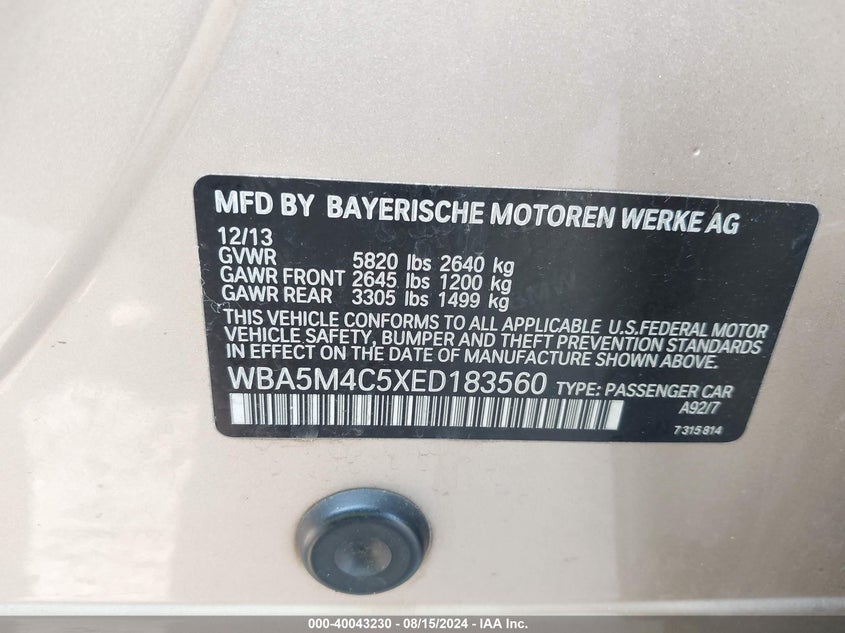 MFD BY BAYERISCHE MOTOREN WERKE AG
12/13
GVWR 5820 lbs 2640 kg
GAWR FRONT 2645 lbs 1200 kg
GAWR REAR 3305 lbs 1499 kg
THIS VEHICLE CONFORMS TO ALL APPLICABLE U.S.FEDERAL MOTOR
VEHICLE SAFETY, BUMPER AND THEFT PREVENTION STANDARDS
IN EFFECT ON THE DATE OF MANUFACTURE SHOWN ABOVE.
WBA5M4C5XED183560 TYPE: PASSENGER CAR
A92/7
7 315 814
000-40043230 - 08/15/2024 - IAA Inc.